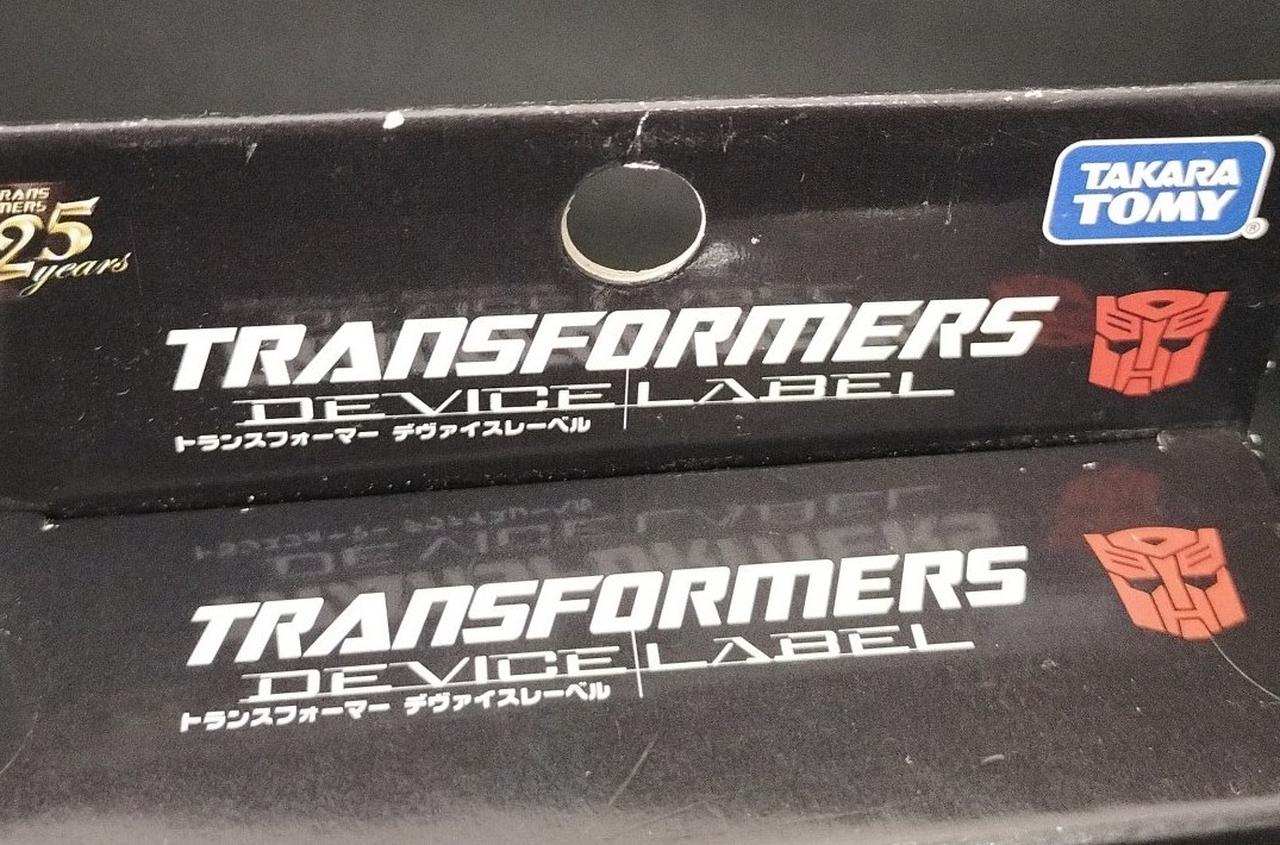 TRANS
MERS
25
years
TAKARA
TOMY
®
TRANSFORMERS
DEVICE LABEL
トランスフォーマー デヴァイスレーベル
TRANSFORMERS
DEVICE LABEL
トランスフォーマー デヴァイスレーベル